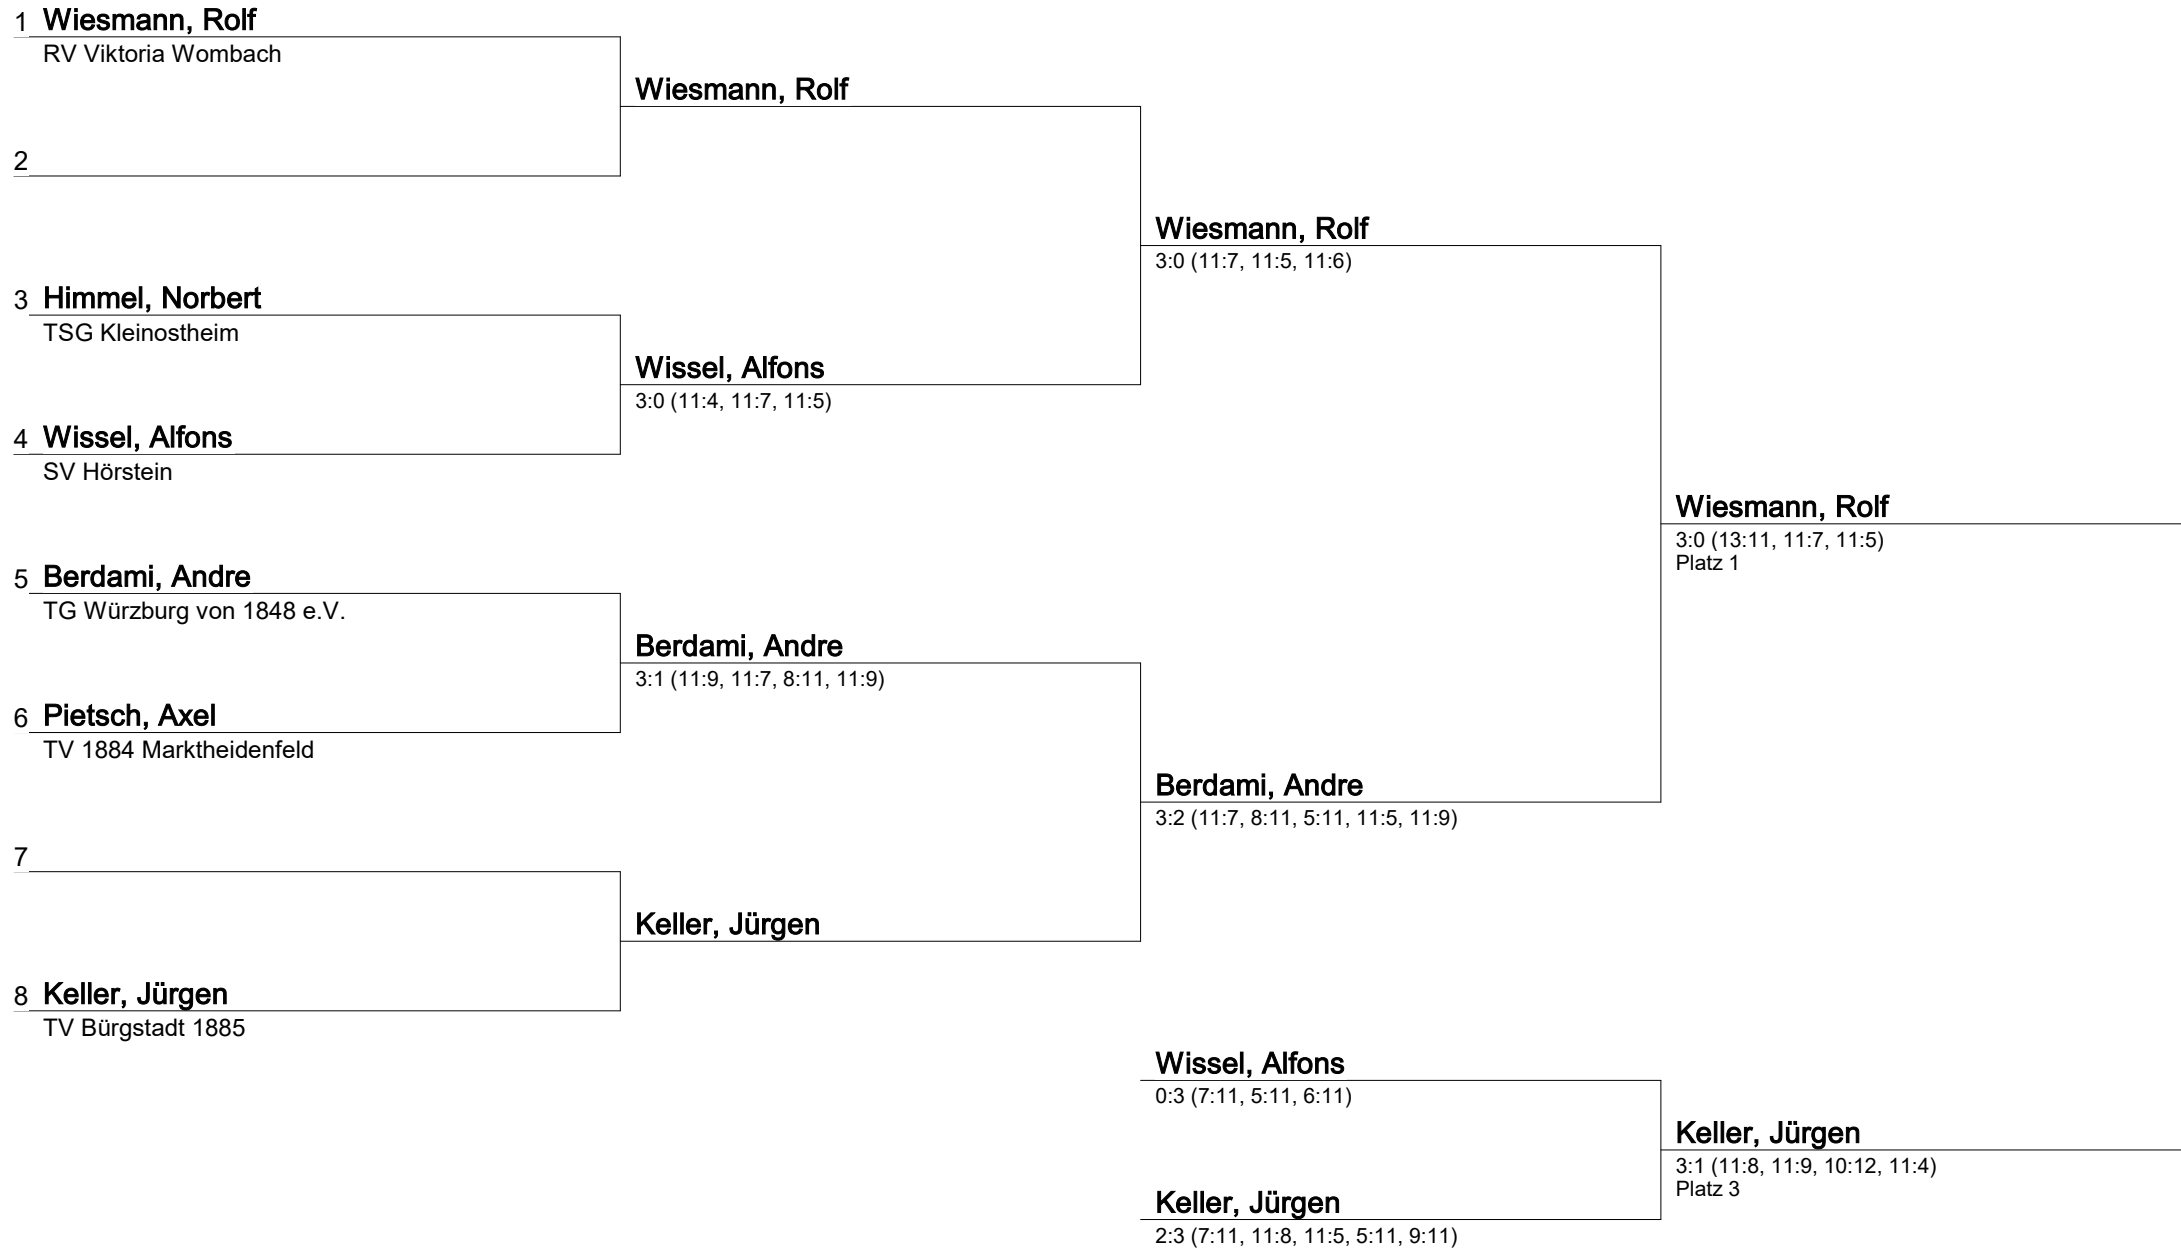 1 Wiesmann, Rolf
RV Viktoria Wombach
Wiesmann, Rolf
2
Wiesmann, Rolf
3:0 (11:7, 11:5, 11:6)
3 Himmel, Norbert
TSG Kleinostheim
Wissel, Alfons
3:0 (11:4, 11:7, 11:5)
4 Wissel, Alfons
SV Hörstein
Wiesmann, Rolf
3:0 (13:11, 11:7, 11:5)
Platz 1
5 Berdami, Andre
TG Würzburg von 1848 e.V.
Berdami, Andre
3:1 (11:9, 11:7, 8:11, 11:9)
6 Pietsch, Axel
TV 1884 Marktheidenfeld
Berdami, Andre
3:2 (11:7, 8:11, 5:11, 11:5, 11:9)
7
Keller, Jürgen
8 Keller, Jürgen
TV Bürgstadt 1885
Wissel, Alfons
0:3 (7:11, 5:11, 6:11)
Keller, Jürgen
3:1 (11:8, 11:9, 10:12, 11:4)
Platz 3
Keller, Jürgen
2:3 (7:11, 11:8, 11:5, 5:11, 9:11)